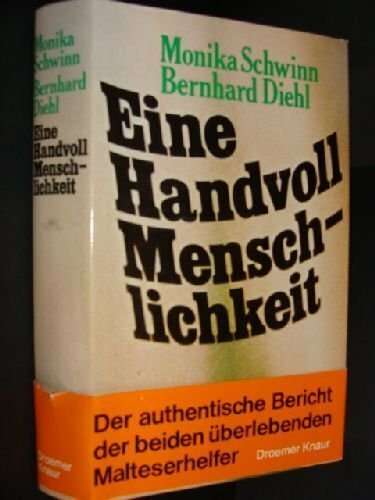 Monika Schwinn
Bernhard Diehl
Eine
Handvoll
Mensch-
lichkeit
Monika
Schwinn
Bernhard
Diehl
Eine
Handvoll
Mensch-
lichkeit
Der authentische Bericht
der beiden überlebenden
Malteserhelfer Droemer Knaur
Droemer
Knaur